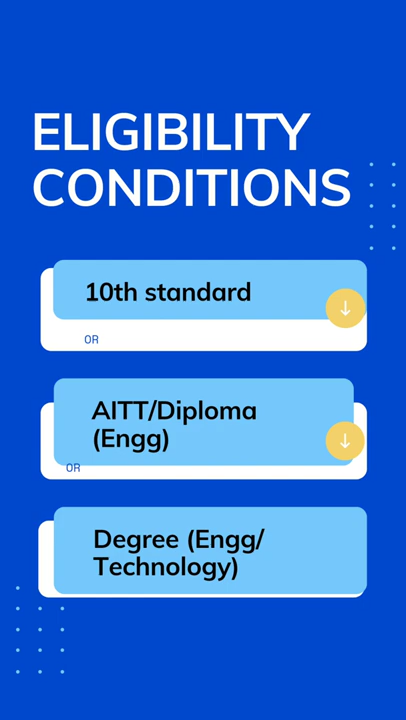 ELIGIBILITY
CONDITIONS
10th standard
OR
AITT/Diploma
(Engg)
OR
Degree (Engg/
Technology)